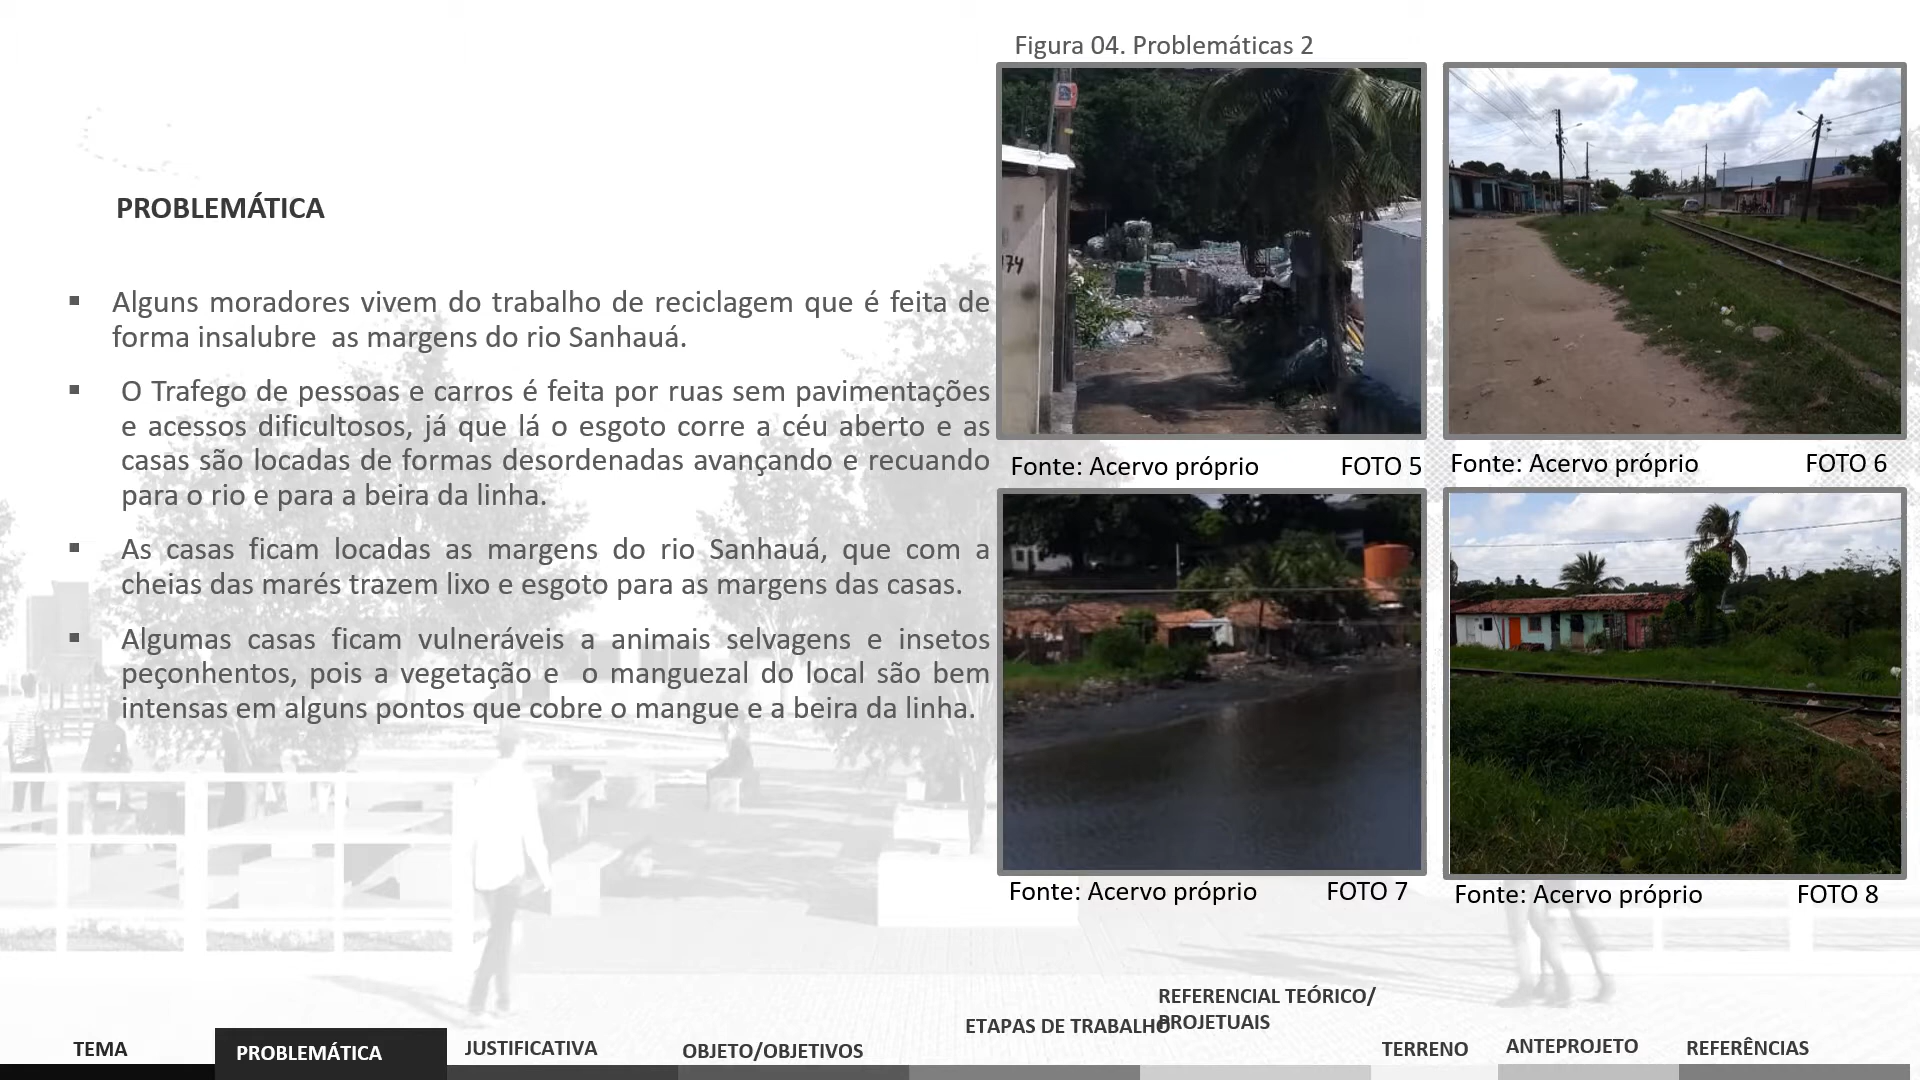 Figura 04. Problemáticas 2
PROBLEMÁTICA
▪ Alguns moradores vivem do trabalho de reciclagem que é feita de
forma insalubre  as margens do rio Sanhauá.
▪ O Trafego de pessoas e carros é feita por ruas sem pavimentações
e acessos dificultosos, já que lá o esgoto corre a céu aberto e as
casas são locadas de formas desordenadas avançando e recuando
para o rio e para a beira da linha.
▪ As casas ficam locadas as margens do rio Sanhauá, que com a
cheias das marés trazem lixo e esgoto para as margens das casas.
▪ Algumas casas ficam vulneráveis a animais selvagens e insetos
peçonhentos, pois a vegetação e  o manguezal do local são bem
intensas em alguns pontos que cobre o mangue e a beira da linha.
74
Fonte: Acervo próprio FOTO 5
Fonte: Acervo próprio FOTO 6
Fonte: Acervo próprio FOTO 7
Fonte: Acervo próprio FOTO 8
TEMA
PROBLEMÁTICA
JUSTIFICATIVA
OBJETO/OBJETIVOS
ETAPAS DE TRABALHO
REFERENCIAL TEÓRICO/
PROJETUAIS
TERRENO
ANTEPROJETO
REFERÊNCIAS